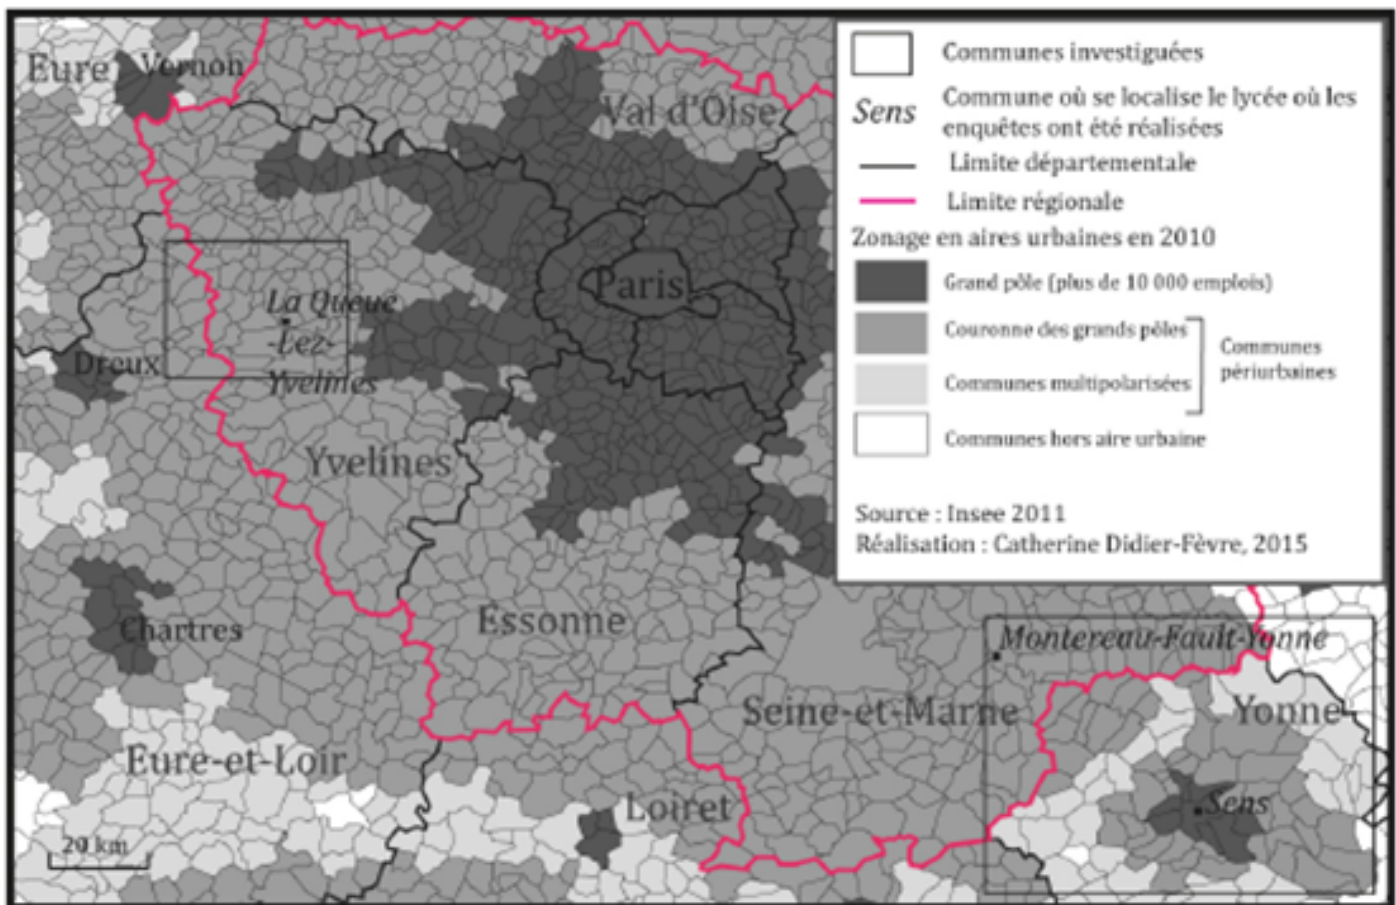 Eure
Vernon
Val d'Oise
Paris
La Queue
-Lez-
Yvelines
Dreux
Yvelines
Chartres
Essonne
Montereau-Fault-Yonne
Seine-et-Marne
Yonne
Eure-et-Loir
Loiret
Sens
20 km
Communes investiguées
Sens
Commune où se localise le lycée où les
enquêtes ont été réalisées
Limite départementale
Limite régionale
Zonage en aires urbaines en 2010
Grand pôle (plus de 10 000 emplois)
Couronne des grands pôles
Communes multipolarisées
Communes
périurbaines
Communes hors aire urbaine
Source : Insee 2011
Réalisation : Catherine Didier-Fèvre, 2015